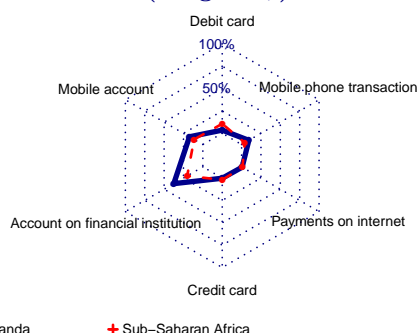 Debit card
100%
50%
Mobile account
Mobile phone transaction
Account on financial institution
Payments on internet
Credit card
Sub−Saharan Africa